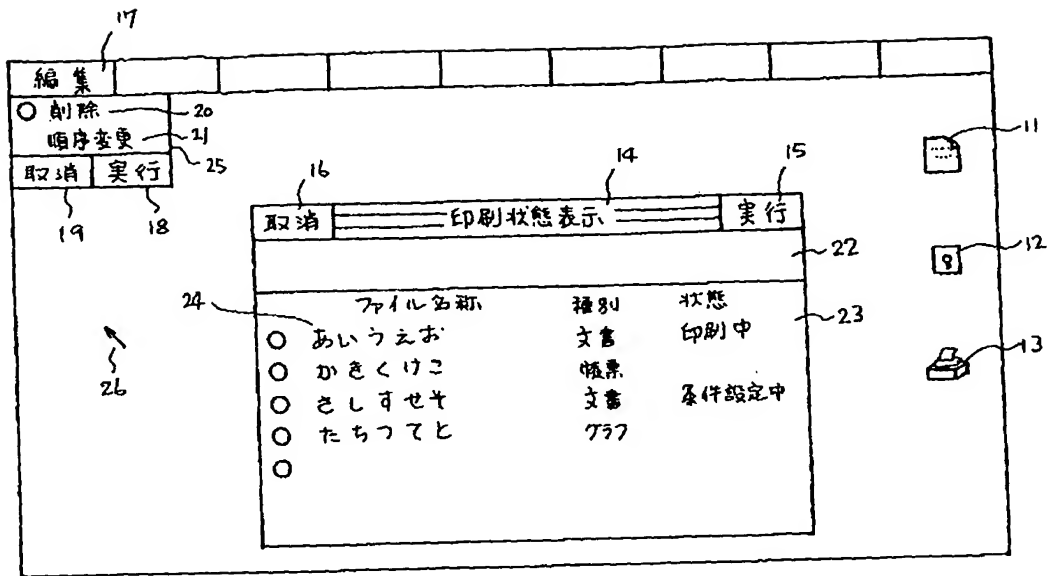 17
編集
削除 20
順序変更 21
取消 実行 25
19 18
16 14 15
取消 印刷状態表示 実行
22
24 ファイル名称 種別 状態 23
あいうえお 文書 印刷中
かきくけこ 帳票
さしすせそ 文書 条件設定中
たちつてと グラフ
26
11
8 12
13